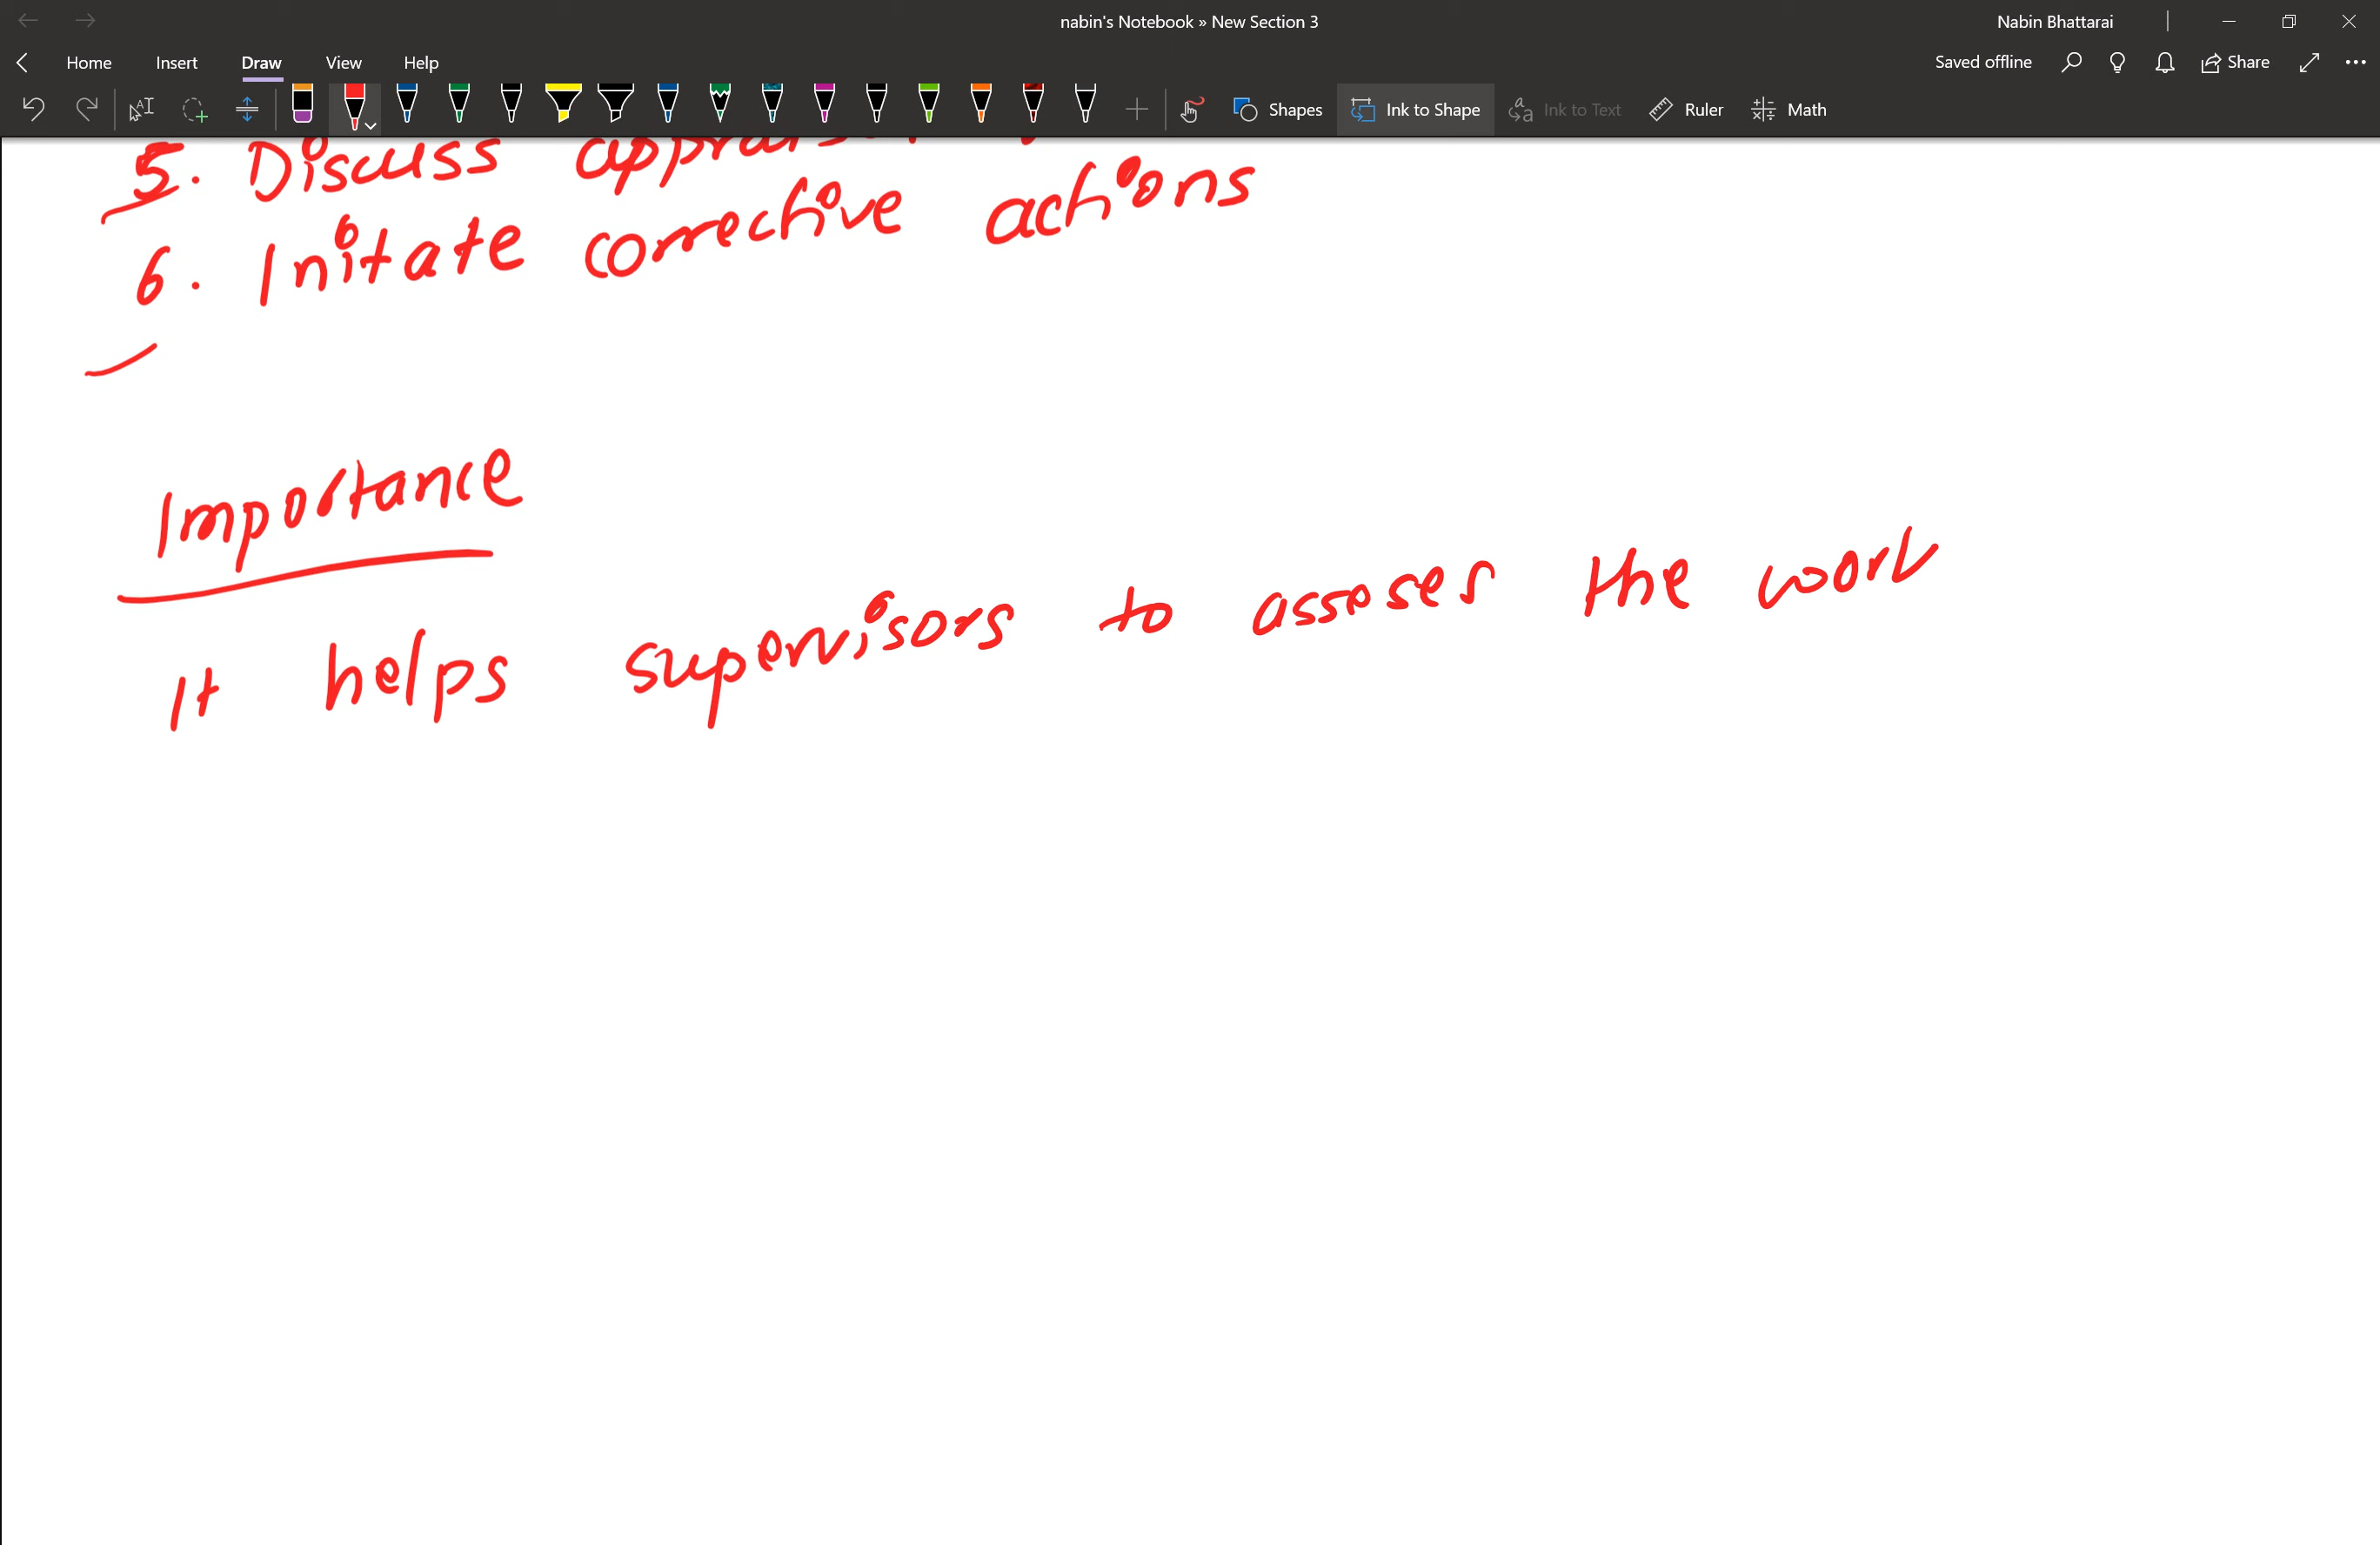 nabin's Notebook » New Section 3
Nabin Bhattarai
Home Insert Draw View Help
Saved offline
Share
Shapes Ink to Shape Ink to Text Ruler Math
5. Discuss
6. Initate corrective actions
Importance
It helps supervisors to asseses the work